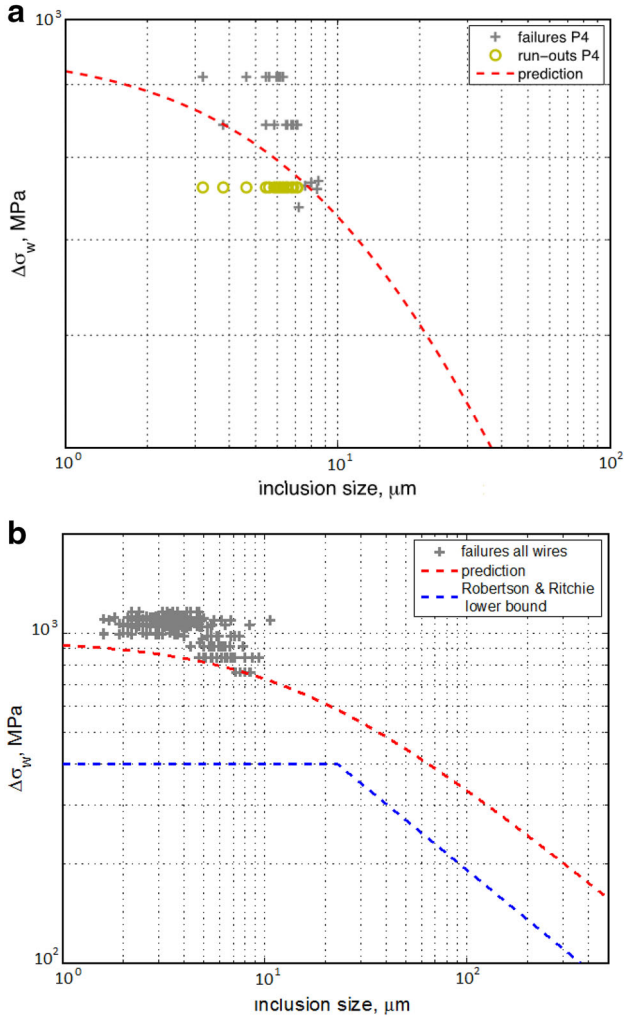 a
10³
failures P4
run-outs P4
prediction
Δσw, MPa
10⁰
10¹
10²
inclusion size, μm
b
failures all wires
prediction
Robertson & Ritchie
lower bound
10³
Δσw, MPa
10²
10⁰
10¹
10²
inclusion size, μm